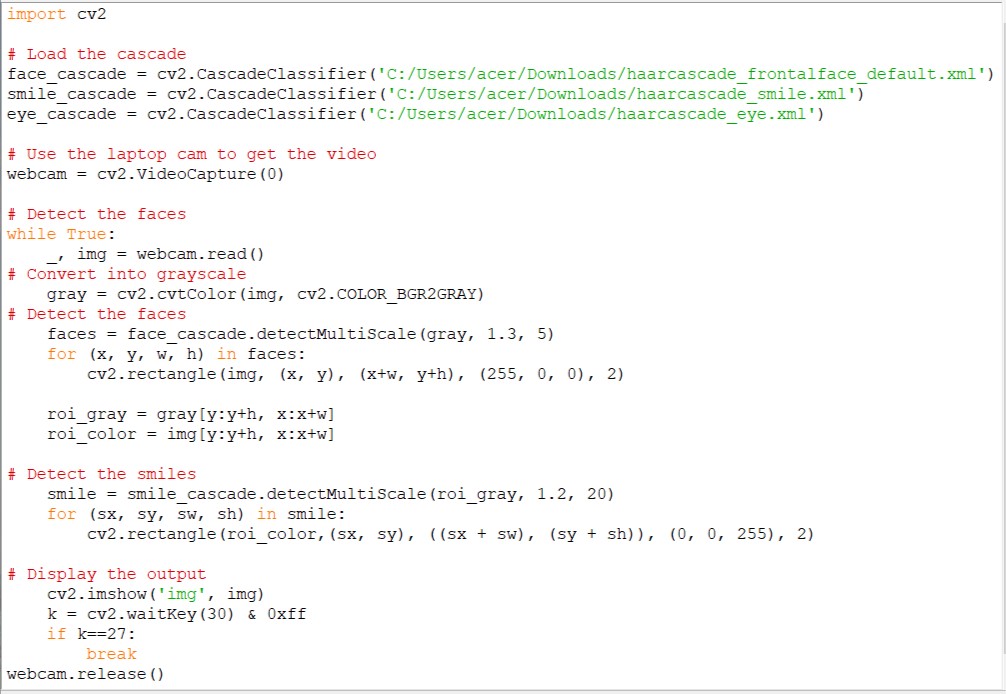 import cv2

# Load the cascade
face_cascade = cv2.CascadeClassifier('C:/Users/acer/Downloads/haarcascade_frontalface_default.xml')
smile_cascade = cv2.CascadeClassifier('C:/Users/acer/Downloads/haarcascade_smile.xml')
eye_cascade = cv2.CascadeClassifier('C:/Users/acer/Downloads/haarcascade_eye.xml')

# Use the laptop cam to get the video
webcam = cv2.VideoCapture(0)

# Detect the faces
while True:
    _, img = webcam.read()
# Convert into grayscale
    gray = cv2.cvtColor(img, cv2.COLOR_BGR2GRAY)
# Detect the faces
    faces = face_cascade.detectMultiScale(gray, 1.3, 5)
    for (x, y, w, h) in faces:
        cv2.rectangle(img, (x, y), (x+w, y+h), (255, 0, 0), 2)

    roi_gray = gray[y:y+h, x:x+w]
    roi_color = img[y:y+h, x:x+w]

# Detect the smiles
    smile = smile_cascade.detectMultiScale(roi_gray, 1.2, 20)
    for (sx, sy, sw, sh) in smile:
        cv2.rectangle(roi_color,(sx, sy), ((sx + sw), (sy + sh)), (0, 0, 255), 2)

# Display the output
    cv2.imshow('img', img)
    k = cv2.waitKey(30) & 0xff
    if k==27:
        break
webcam.release()